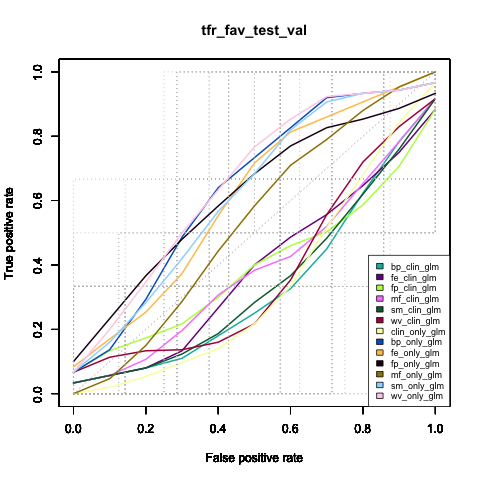 tfr_fav_test_val
True positive rate
1.0
0.8
0.6
0.4
0.2
0.0
0.0 0.2 0.4 0.6 0.8 1.0
False positive rate
bp_clin_glm
fe_clin_glm
fp_clin_glm
mf_clin_glm
sm_clin_glm
wv_clin_glm
clin_only_glm
bp_only_glm
fe_only_glm
fp_only_glm
mf_only_glm
sm_only_glm
wv_only_glm